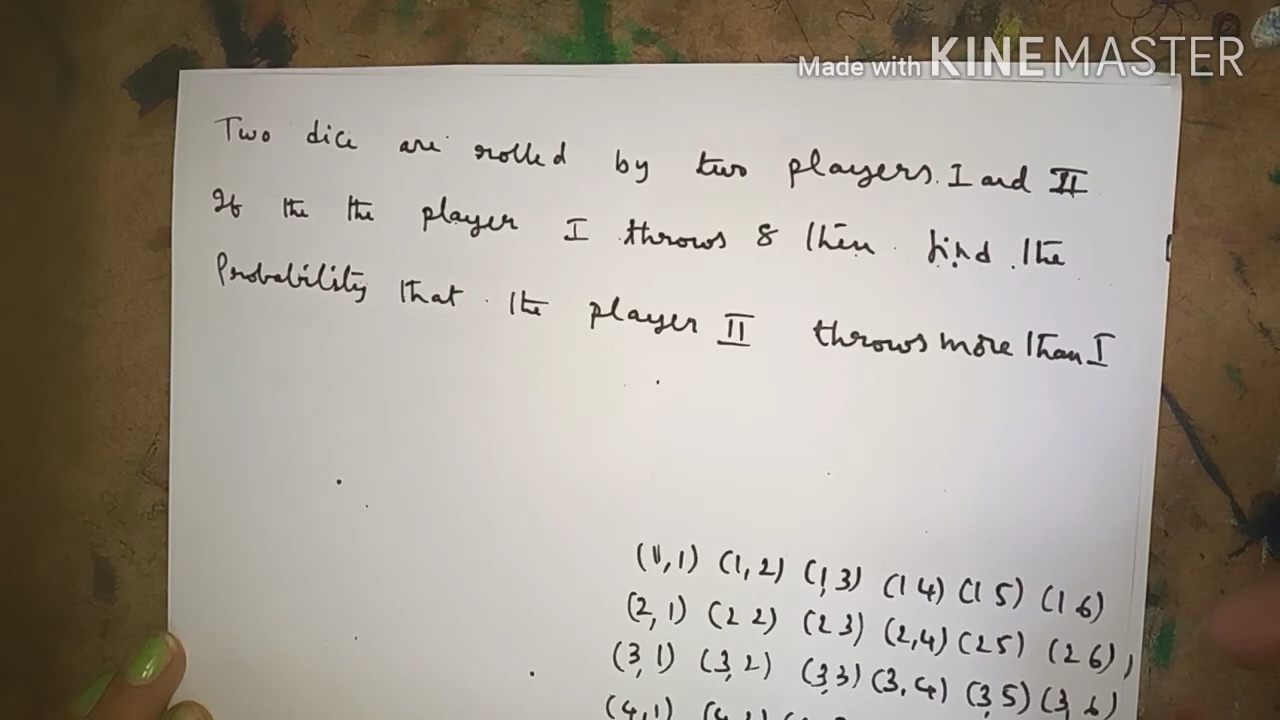 Made with KINEMASTER
Two dice are rolled by two players. I and II
If the the player I throws 8 then find the
Probability that the player II throws more than I
(1,1) (1,2) (1,3) (1 4) (1 5) (1 6)
(2,1) (2 2) (2 3) (2,4) (2 5) (2 6),
(3,1) (3,2) (3,3) (3,4) (3,5) (3,6)
(4,1)